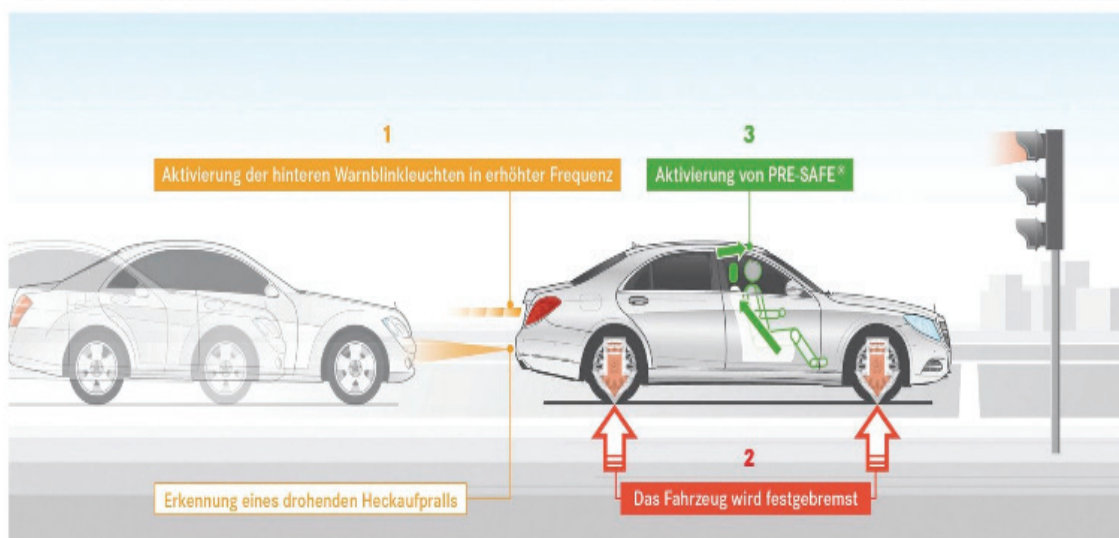 1
Aktivierung der hinteren Warnblinkleuchten in erhöhter Frequenz
3
Aktivierung von PRE-SAFE®
Erkennung eines drohenden Heckaufpralls
2
Das Fahrzeug wird festgebremst